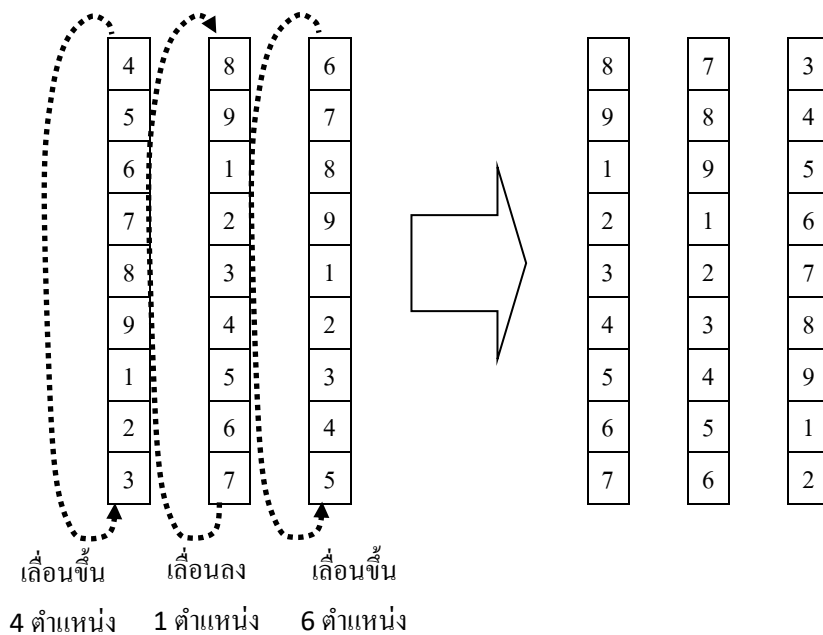 4 8 6 8 7 3
5 9 7 9 8 4
6 1 8 1 9 5
7 2 9 2 1 6
8 3 1 3 2 7
9 4 2 4 3 8
1 5 3 5 4 9
2 6 4 6 5 1
3 7 5 7 6 2
เลื่อนขึ้น เลื่อนลง เลื่อนขึ้น
4 ตำแหน่ง 1 ตำแหน่ง 6 ตำแหน่ง